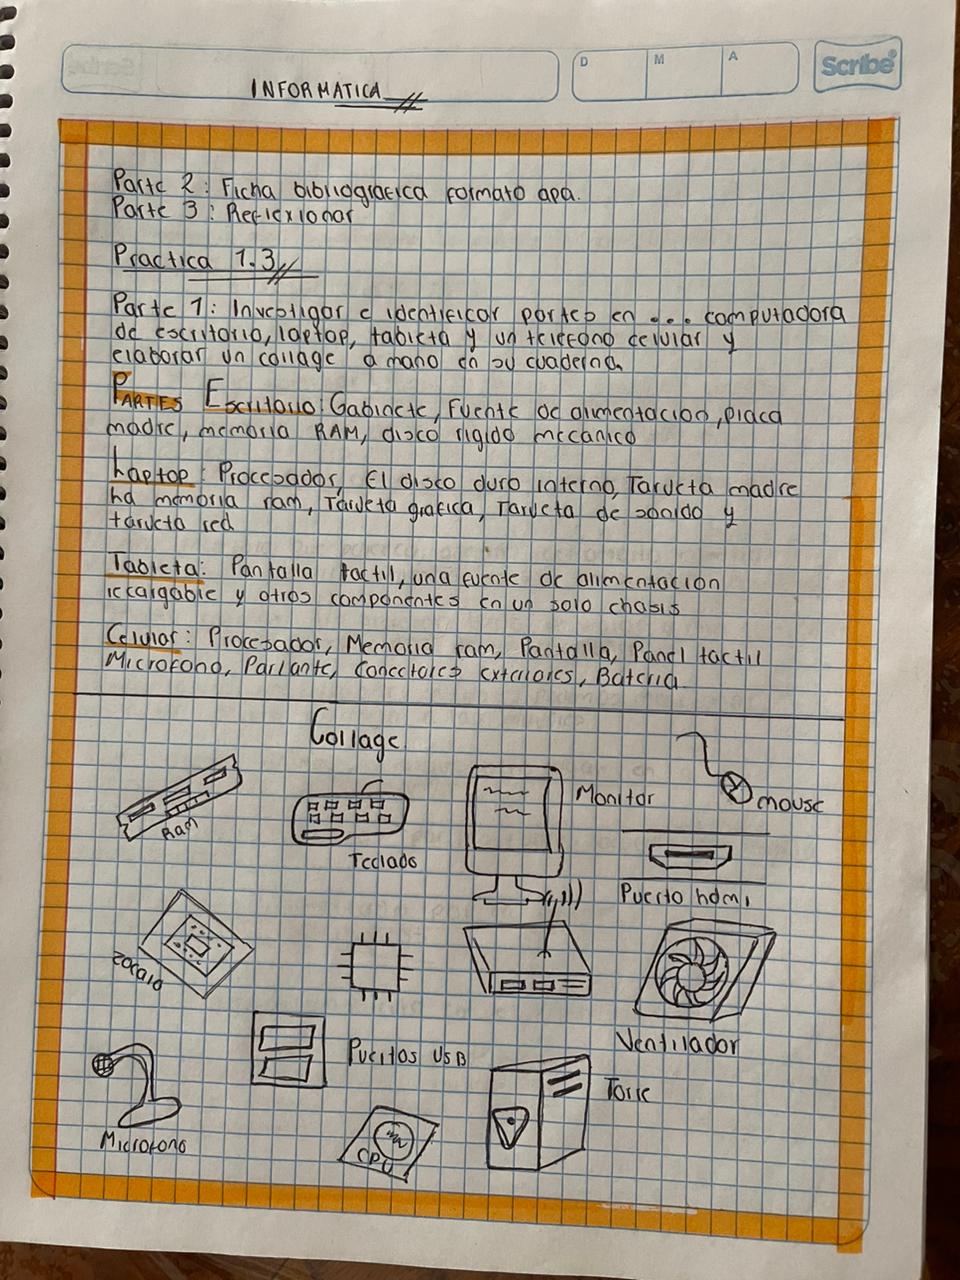 INFORMATICA
D M A
Scribe
Parte 2: Ficha bibliografica formato apa.
Parte 3: Reflexionar
Practica 1.3
Parte 1: Investigar e identificar partes en ... computadora
de escritorio, laptop, tableta y un telefono celular y
elaborar un collage a mano en su cuaderno.
PARTES Escritorio: Gabinete, Fuente de alimentacion, placa
madre, memoria RAM, disco rigido mecanico
Laptop: Procesador, El disco duro interno, Tarjeta madre
la memoria ram, Tarjeta grafica, Tarjeta de sonido y
tarjeta red.
Tableta: Pantalla tactil, una fuente de alimentacion
recargable y otros componentes en un solo chasis
Celular: Procesador, Memoria ram, Pantalla, Panel tactil
Microfono, Parlante, Conectores exteriores, Bateria
Collage
Ram
Teclado
Monitor
mouse
Puerto hdmi
zocalo
Ventilador
Puertos USB
Torre
Microfono
CPU